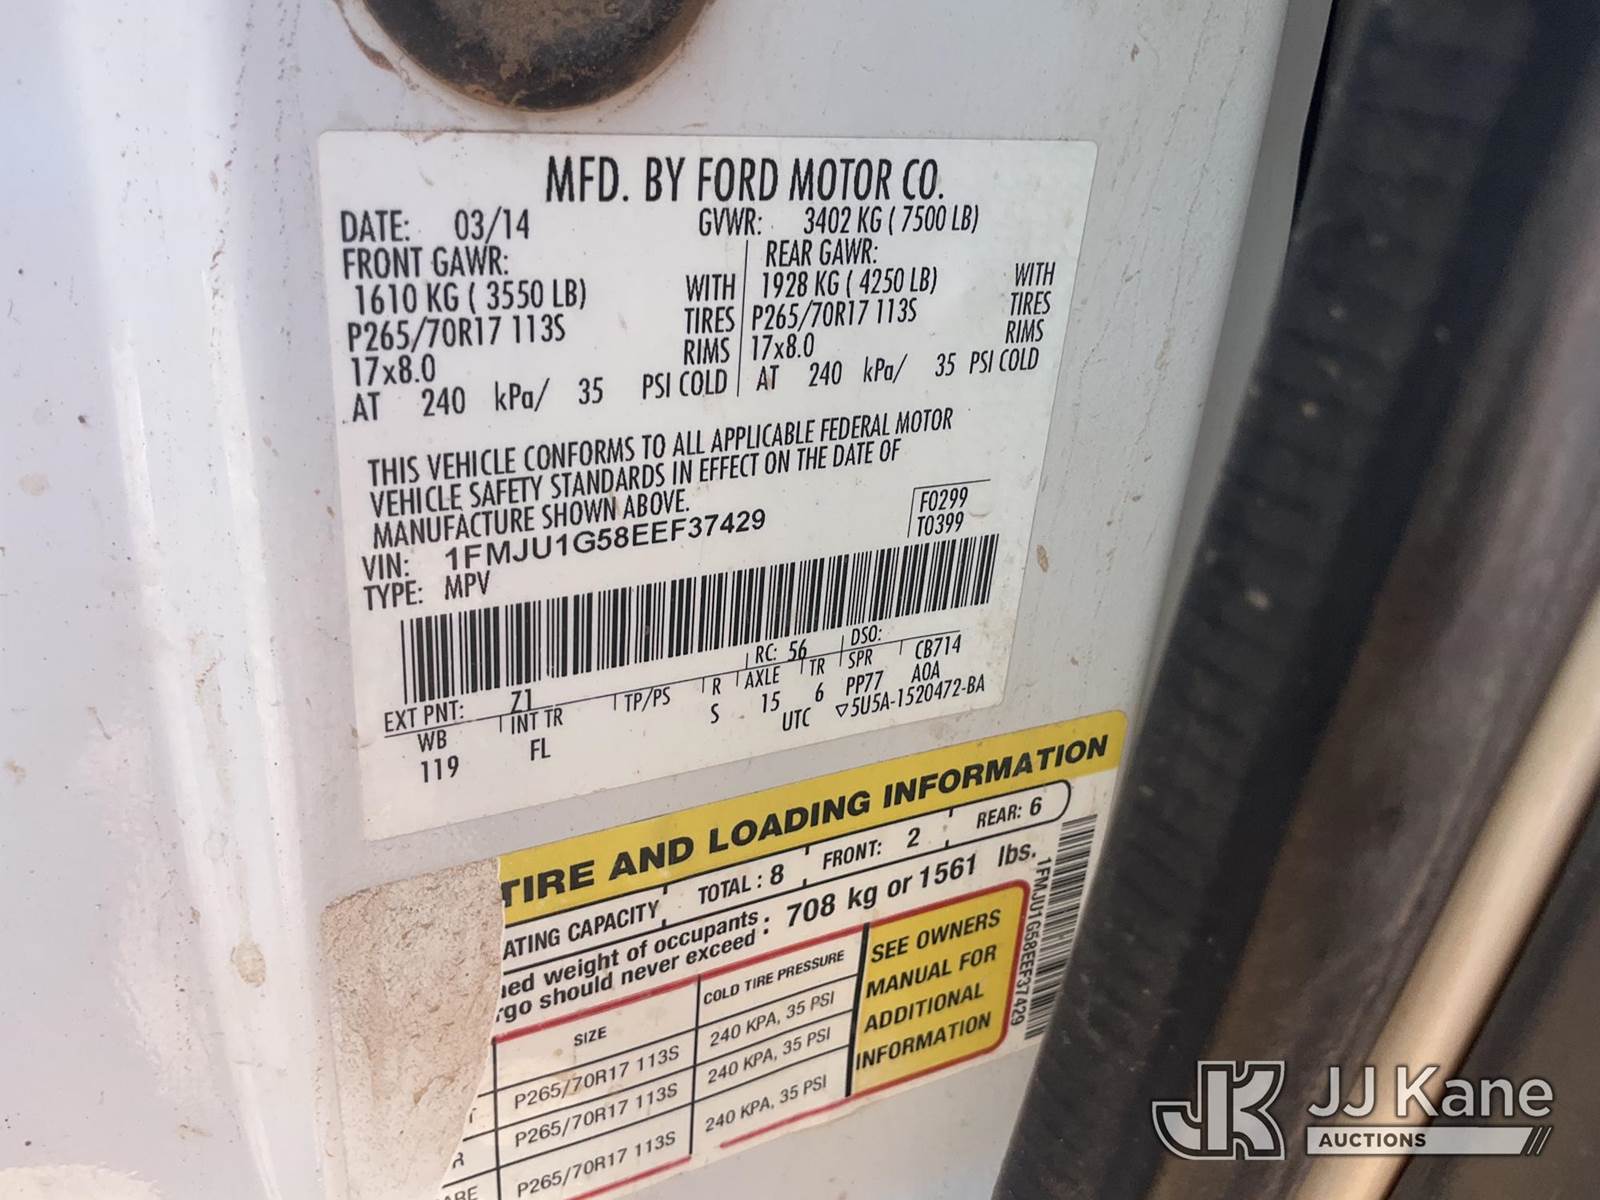 MFD. BY FORD MOTOR CO.
DATE: 03/14 GVWR: 3402 KG ( 7500 LB)
FRONT GAWR: REAR GAWR:
1610 KG ( 3550 LB) WITH 1928 KG ( 4250 LB) WITH
P265/70R17 113S TIRES P265/70R17 113S TIRES
17x8.0 RIMS 17x8.0 RIMS
AT 240 kPa/ 35 PSI COLD AT 240 kPa/ 35 PSI COLD
THIS VEHICLE CONFORMS TO ALL APPLICABLE FEDERAL MOTOR
VEHICLE SAFETY STANDARDS IN EFFECT ON THE DATE OF
MANUFACTURE SHOWN ABOVE.
F0299
T0399
VIN: 1FMJU1G58EEF37429
TYPE: MPV
EXT PNT: Z1 RC: 56 DSO:
WB INT TR TP/PS R AXLE TR SPR CB714
119 FL S 15 6 PP77 AOA
UTC ▽5U5A-1520472-BA
TIRE AND LOADING INFORMATION
ATING CAPACITY TOTAL : 8 FRONT: 2 REAR: 6
ned weight of occupants
rgo should never exceed : 708 kg or 1561 lbs.
SIZE COLD TIRE PRESSURE
T P265/70R17 113S 240 KPA, 35 PSI
R P265/70R17 113S 240 KPA, 35 PSI
ARE P265/70R17 113S 240 KPA, 35 PSI
SEE OWNERS
MANUAL FOR
ADDITIONAL
INFORMATION
1FMJU1G58EEF37429
JK JJ Kane
AUCTIONS